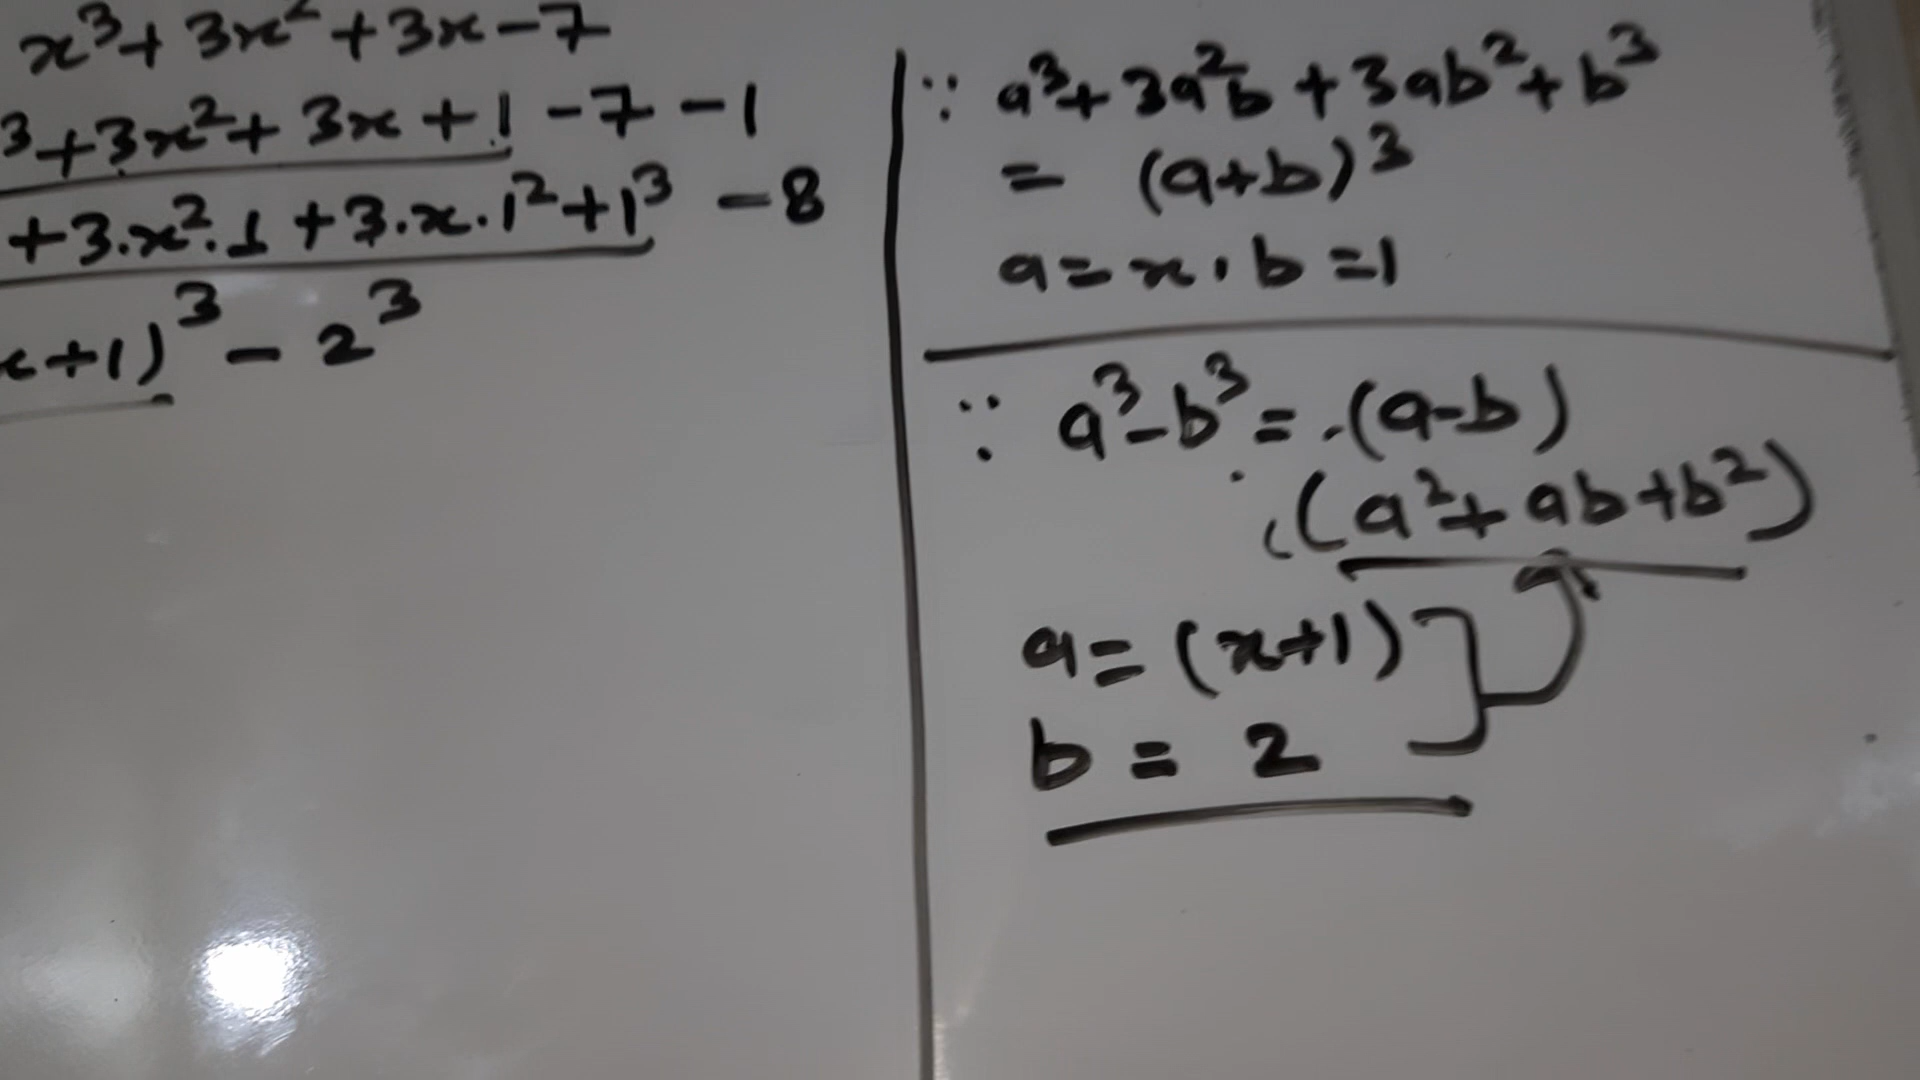 x³+3x²+3x-7
³+3x²+3x+1-7-1
+3.x².1+3.x.1²+1³-8
x+1)³-2³
∵ a³+3a²b+3ab²+b³
= (a+b)³
a=x, b=1
∵ a³-b³=(a-b)
(a²+ab+b²)
a=(x+1)
b=2